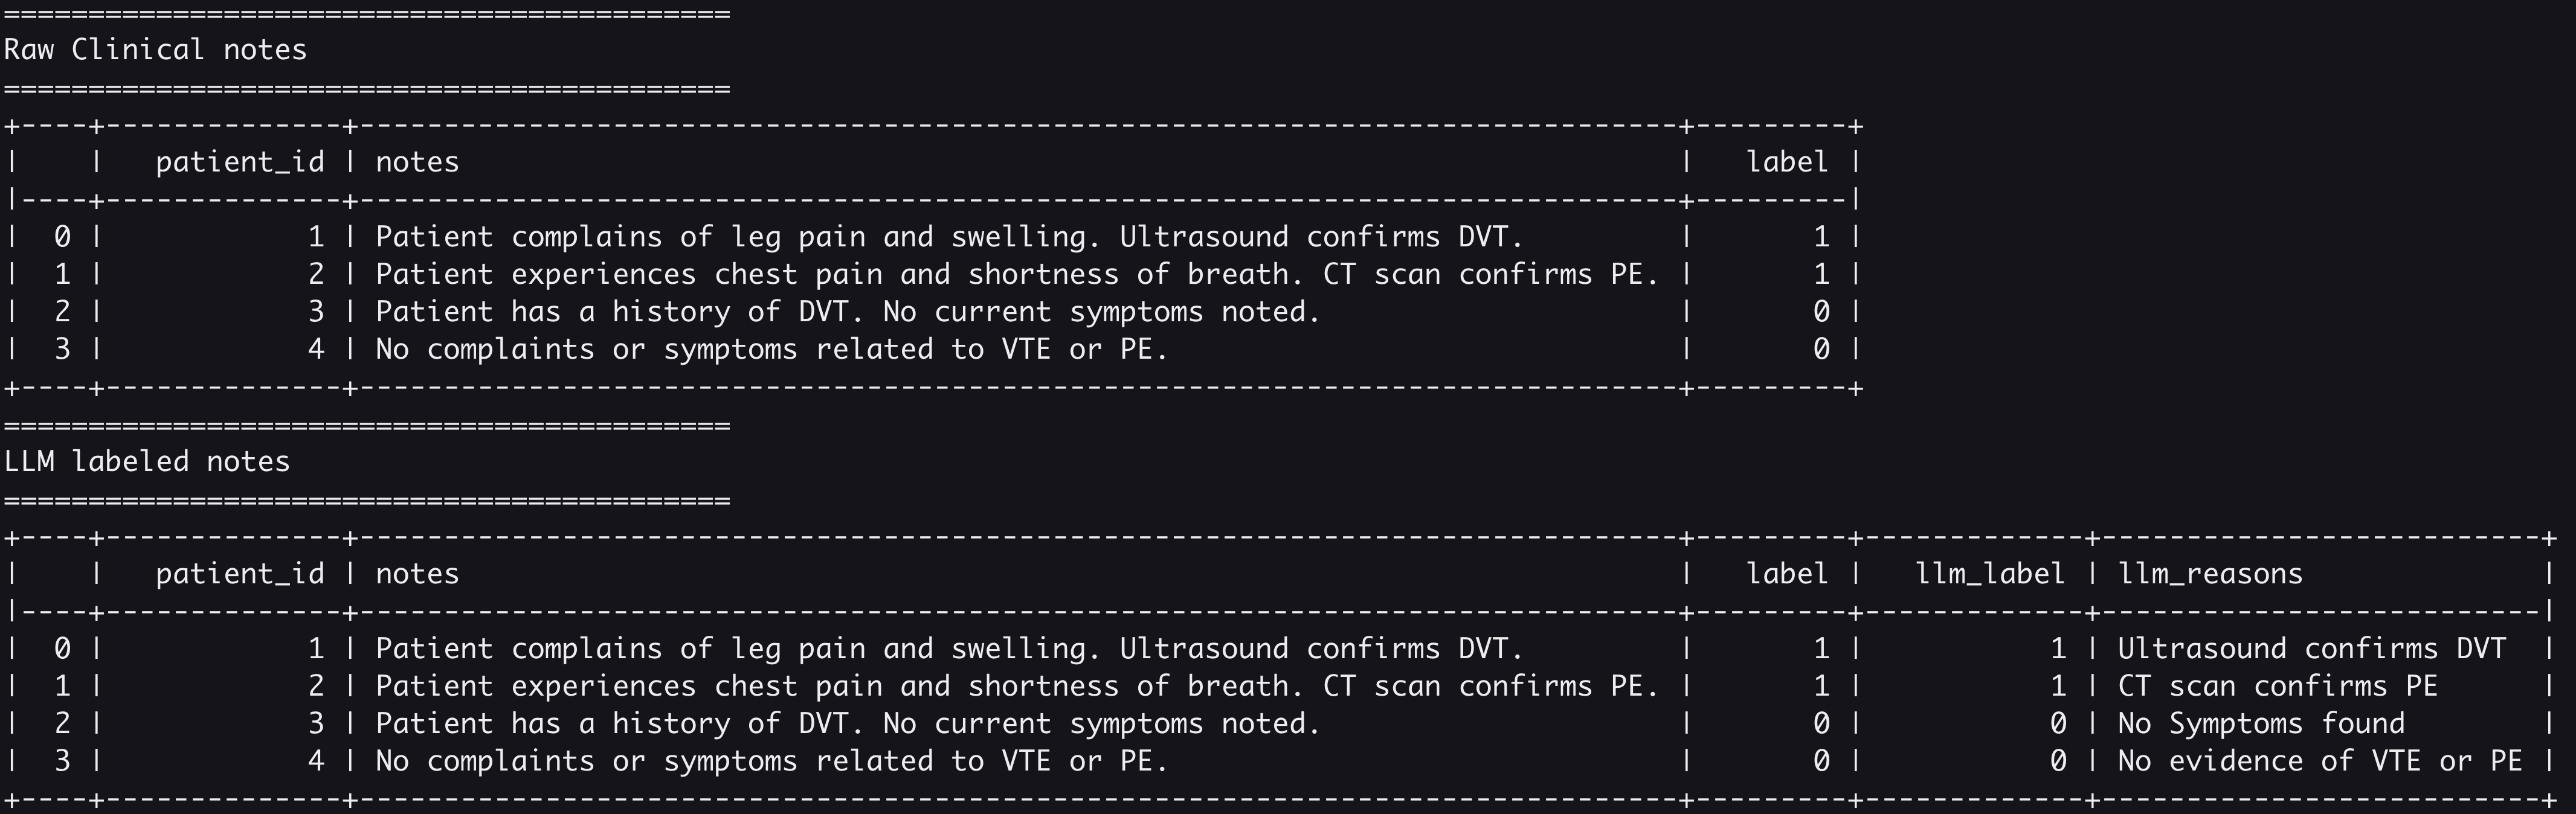 ===========================================
Raw Clinical notes
===========================================
+----+--------------+------------------------------------------------------------------------------+---------+
|    |   patient_id | notes                                                                        |   label |
|----+--------------+------------------------------------------------------------------------------+---------|
|  0 |            1 | Patient complains of leg pain and swelling. Ultrasound confirms DVT.         |       1 |
|  1 |            2 | Patient experiences chest pain and shortness of breath. CT scan confirms PE. |       1 |
|  2 |            3 | Patient has a history of DVT. No current symptoms noted.                     |       0 |
|  3 |            4 | No complaints or symptoms related to VTE or PE.                              |       0 |
+----+--------------+------------------------------------------------------------------------------+---------+
===========================================
LLM labeled notes
===========================================
+----+--------------+------------------------------------------------------------------------------+---------+-------------+--------------------------+
|    |   patient_id | notes                                                                        |   label |   llm_label | llm_reasons              |
|----+--------------+------------------------------------------------------------------------------+---------+-------------+--------------------------|
|  0 |            1 | Patient complains of leg pain and swelling. Ultrasound confirms DVT.         |       1 |           1 | Ultrasound confirms DVT  |
|  1 |            2 | Patient experiences chest pain and shortness of breath. CT scan confirms PE. |       1 |           1 | CT scan confirms PE      |
|  2 |            3 | Patient has a history of DVT. No current symptoms noted.                     |       0 |           0 | No Symptoms found        |
|  3 |            4 | No complaints or symptoms related to VTE or PE.                              |       0 |           0 | No evidence of VTE or PE |
+----+--------------+------------------------------------------------------------------------------+---------+-------------+--------------------------+